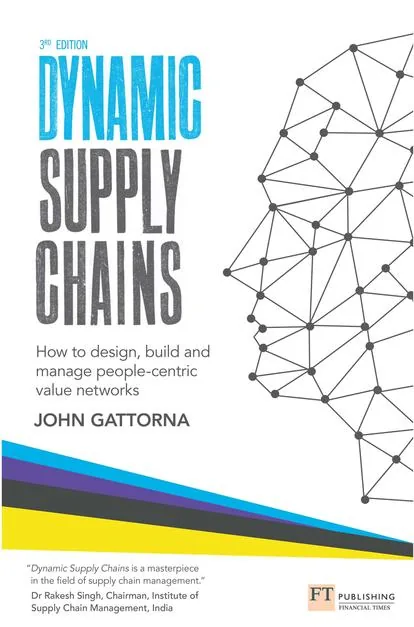 3RD EDITION
DYNAMIC
SUPPLY
CHAINS
How to design, build and
manage people-centric
value networks
JOHN GATTORNA
“Dynamic Supply Chains is a masterpiece
in the field of supply chain management.”
Dr Rakesh Singh, Chairman, Institute of
Supply Chain Management, India
FT PUBLISHING
FINANCIAL TIMES